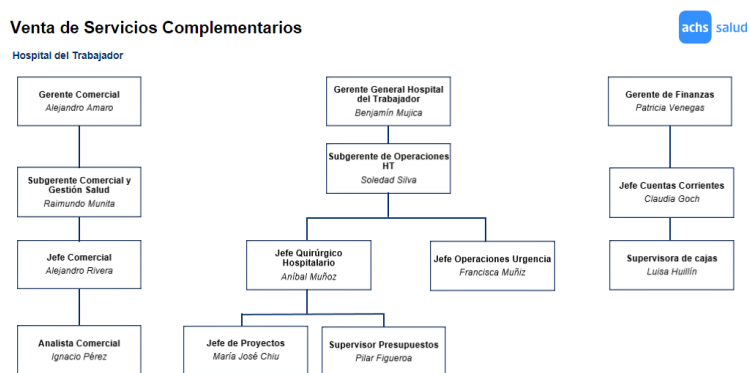 Venta de Servicios Complementarios
achs salud
Hospital del Trabajador
Gerente Comercial
Alejandro Amaro
Gerente General Hospital
del Trabajador
Benjamín Mujica
Gerente de Finanzas
Patricia Venegas
Subgerente de Operaciones
HT
Soledad Silva
Subgerente Comercial y
Gestión Salud
Raimundo Munita
Jefe Cuentas Corrientes
Claudia Goch
Jefe Comercial
Alejandro Rivera
Jefe Quirúrgico
Hospitalario
Aníbal Muñoz
Jefe Operaciones Urgencia
Francisca Muñiz
Supervisora de cajas
Luisa Huillín
Analista Comercial
Ignacio Pérez
Jefe de Proyectos
María José Chiu
Supervisor Presupuestos
Pilar Figueroa